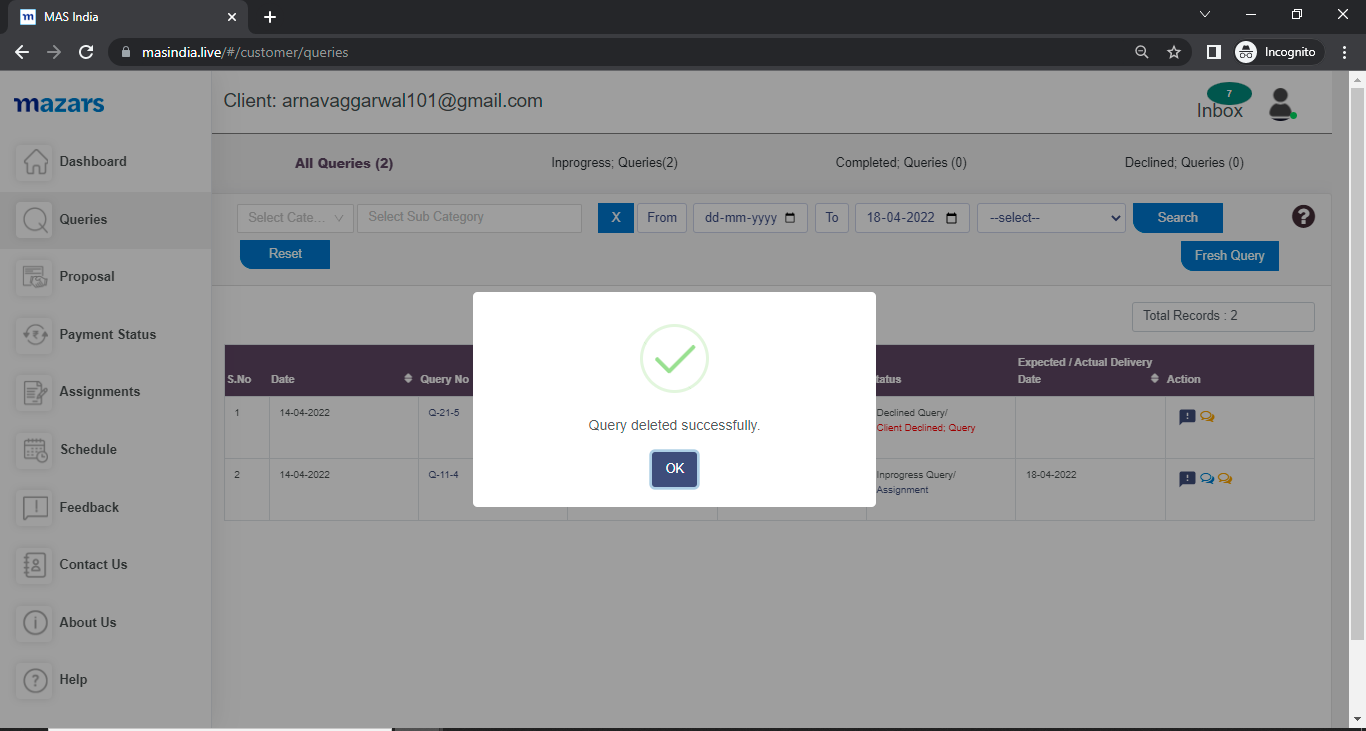 MAS India
masindia.live/#/customer/queries
Incognito
mazars
Client: arnavaggarwal101@gmail.com
7
Inbox
Dashboard
Queries
Proposal
Payment Status
Assignments
Schedule
Feedback
Contact Us
About Us
Help
All Queries (2)
Inprogress; Queries(2)
Completed; Queries (0)
Declined; Queries (0)
Select Cate...
Select Sub Category
X
From
dd-mm-yyyy
To
18-04-2022
--select--
Search
?
Reset
Fresh Query
Total Records : 2
S.No
Date
Query No
tatus
Expected / Actual Delivery
Date
Action
1
14-04-2022
Q-21-5
Declined Query/
Client Declined; Query
2
14-04-2022
Q-11-4
Inprogress Query/
Assignment
18-04-2022
Query deleted successfully.
OK